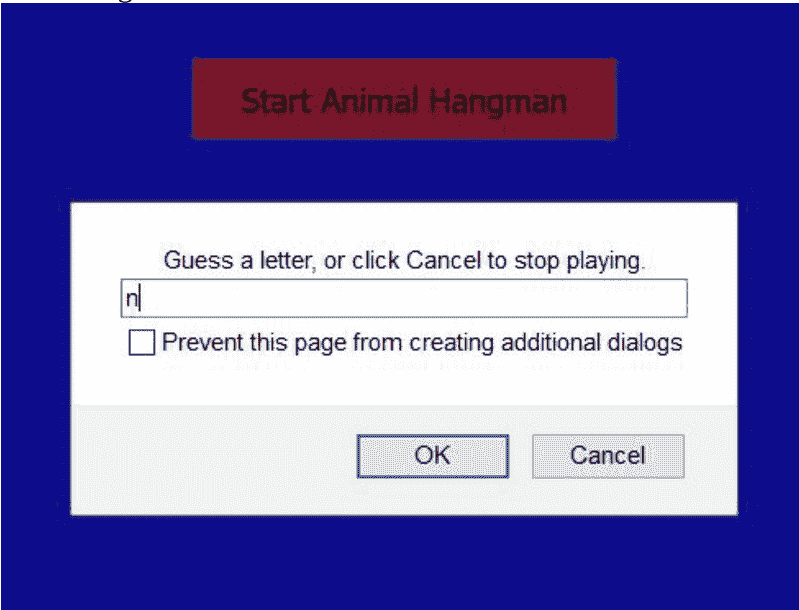 Start Animal Hangman
Guess a letter, or click Cancel to stop playing.
n
Prevent this page from creating additional dialogs
OK
Cancel